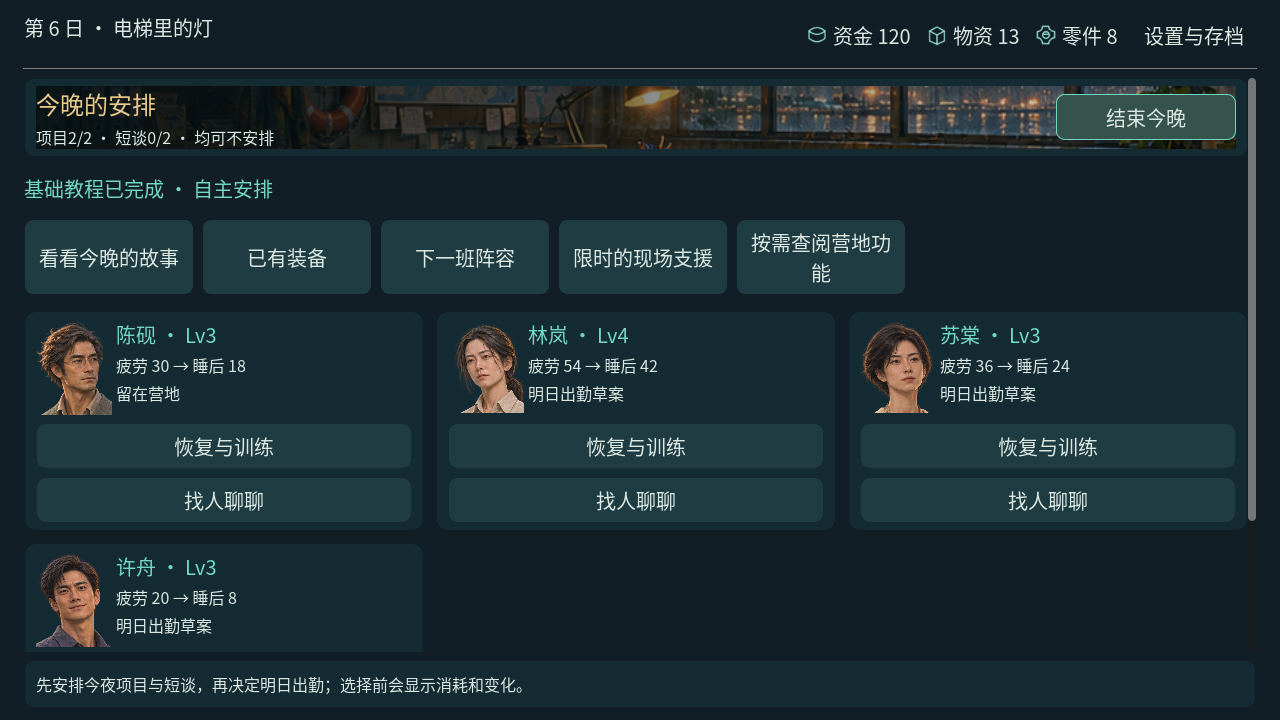 第 6 日 · 电梯里的灯
资金 120 物资 13 零件 8 设置与存档
今晚的安排
项目2/2 · 短谈0/2 · 均可不安排
结束今晚
基础教程已完成 · 自主安排
看看今晚的故事
已有装备
下一班阵容
限时的现场支援
按需查阅营地功
能
陈砚 · Lv3
疲劳 30 → 睡后 18
留在营地
恢复与训练
找人聊聊
林岚 · Lv4
疲劳 54 → 睡后 42
明日出勤草案
恢复与训练
找人聊聊
苏棠 · Lv3
疲劳 36 → 睡后 24
明日出勤草案
恢复与训练
找人聊聊
许舟 · Lv3
疲劳 20 → 睡后 8
明日出勤草案
先安排今夜项目与短谈，再决定明日出勤；选择前会显示消耗和变化。